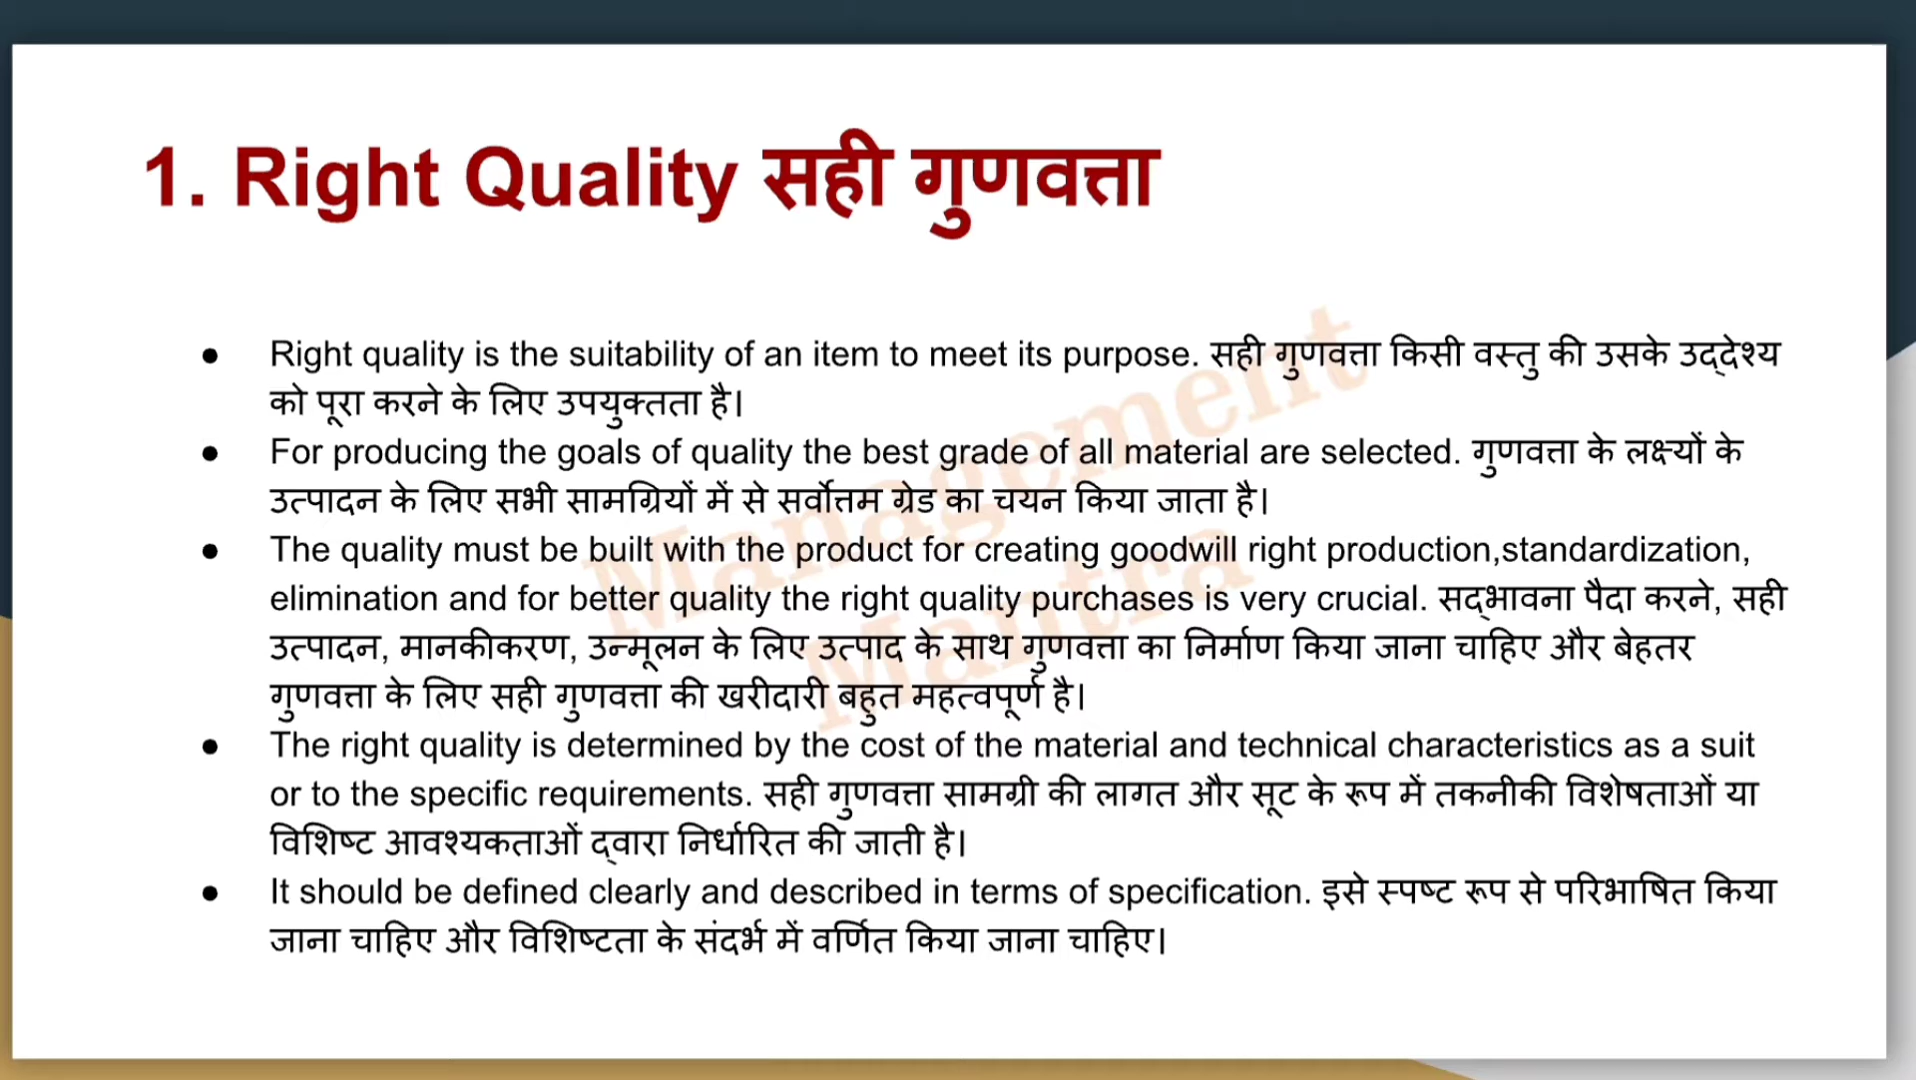 1. Right Quality सही गुणवत्ता
● Right quality is the suitability of an item to meet its purpose. सही गुणवत्ता किसी वस्तु की उसके उद्देश्य
को पूरा करने के लिए उपयुक्तता है।
● For producing the goals of quality the best grade of all material are selected. गुणवत्ता के लक्ष्यों के
उत्पादन के लिए सभी सामग्रियों में से सर्वोत्तम ग्रेड का चयन किया जाता है।
● The quality must be built with the product for creating goodwill right production,standardization,
elimination and for better quality the right quality purchases is very crucial. सद्भावना पैदा करने, सही
उत्पादन, मानकीकरण, उन्मूलन के लिए उत्पाद के साथ गुणवत्ता का निर्माण किया जाना चाहिए और बेहतर
गुणवत्ता के लिए सही गुणवत्ता की खरीदारी बहुत महत्वपूर्ण है।
● The right quality is determined by the cost of the material and technical characteristics as a suit
or to the specific requirements. सही गुणवत्ता सामग्री की लागत और सूट के रूप में तकनीकी विशेषताओं या
विशिष्ट आवश्यकताओं द्वारा निर्धारित की जाती है।
● It should be defined clearly and described in terms of specification. इसे स्पष्ट रूप से परिभाषित किया
जाना चाहिए और विशिष्टता के संदर्भ में वर्णित किया जाना चाहिए।
Management
Mantra